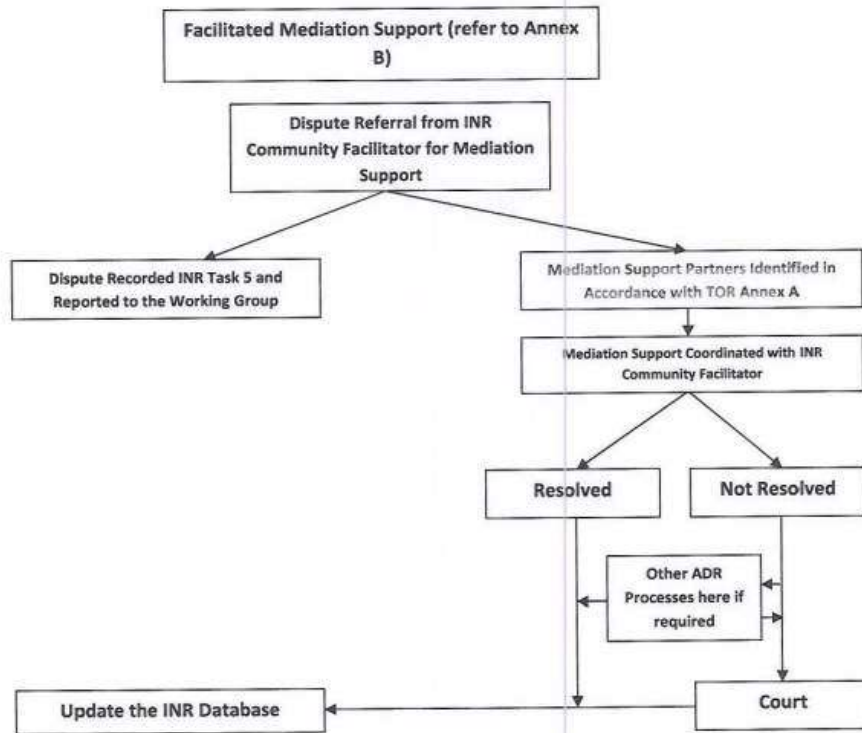 Facilitated Mediation Support (refer to Annex
B)
Dispute Referral from INR
Community Facilitator for Mediation
Support
Dispute Recorded INR Task 5 and
Reported to the Working Group
Mediation Support Partners Identified in
Accordance with TOR Annex A
Mediation Support Coordinated with INR
Community Facilitator
Resolved
Not Resolved
Other ADR
Processes here if
required
Court
Update the INR Database